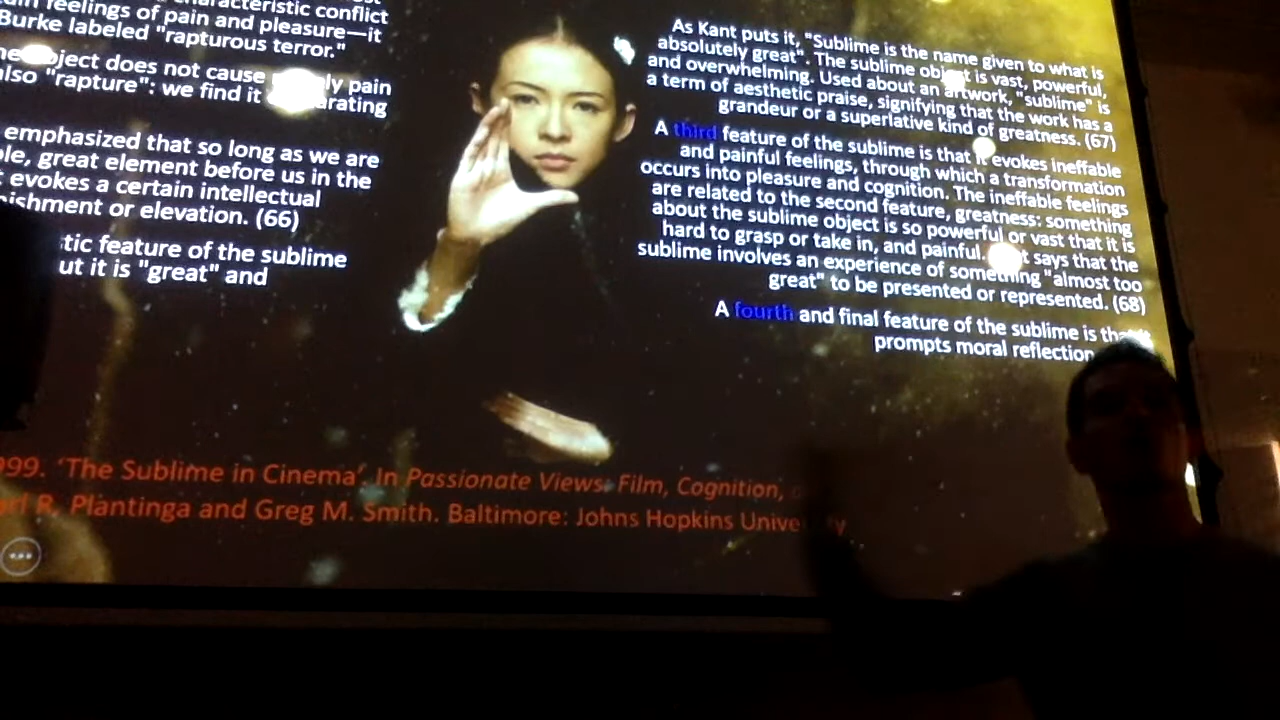 characteristic conflict
feelings of pain and pleasure—it
Burke labeled "rapturous terror."
object does not cause pain
also "rapture": we find it
emphasized that so long as we are
great element before us in the
evokes a certain intellectual
or elevation. (66)
feature of the sublime
it is "great" and
As Kant puts it, "Sublime is the name given to what is
absolutely great". The sublime object is vast, powerful,
and overwhelming. Used about an artwork, "sublime" is
a term of aesthetic praise, signifying that the work has a
grandeur or a superlative kind of greatness. (67)
A third feature of the sublime is that it evokes ineffable
and painful feelings, through which a transformation
occurs into pleasure and cognition. The ineffable feelings
are related to the second feature, greatness: something
about the sublime object is so powerful or vast that it is
hard to grasp or take in, and painful. says that the
sublime involves an experience of something "almost too
great" to be presented or represented. (68)
A fourth and final feature of the sublime is that it
prompts moral reflection
'The Sublime in Cinema'. In Passionate Views: Film, Cognition,
R. Plantinga and Greg M. Smith. Baltimore: Johns Hopkins